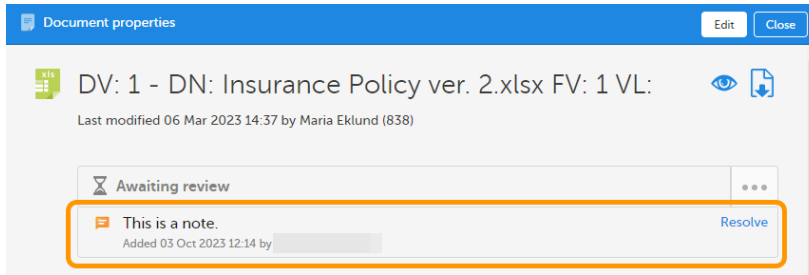 Document properties
Edit
Close
xls
DV: 1 - DN: Insurance Policy ver. 2.xlsx FV: 1 VL:
Last modified 06 Mar 2023 14:37 by Maria Eklund (838)
Awaiting review
This is a note.
Resolve
Added 03 Oct 2023 12:14 by